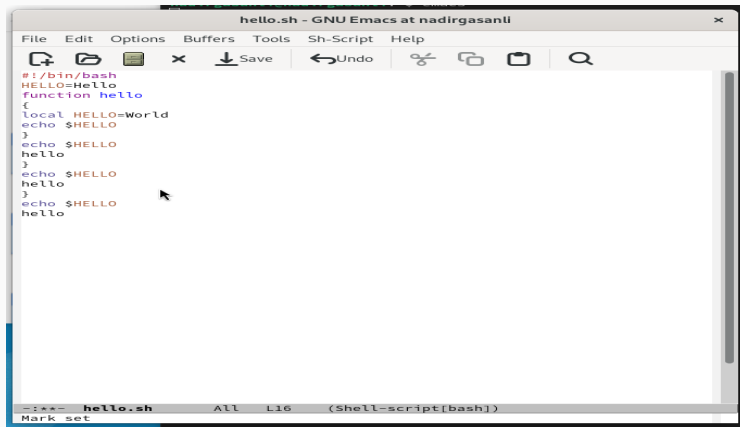 hello.sh - GNU Emacs at nadirgasanli
File Edit Options Buffers Tools Sh-Script Help
Save Undo
#!/bin/bash
HELLO=Hello
function hello
{
local HELLO=World
echo $HELLO
}
echo $HELLO
hello
}
echo $HELLO
hello
}
echo $HELLO
hello
-:**- hello.sh All L16 (Shell-script[bash])
Mark set